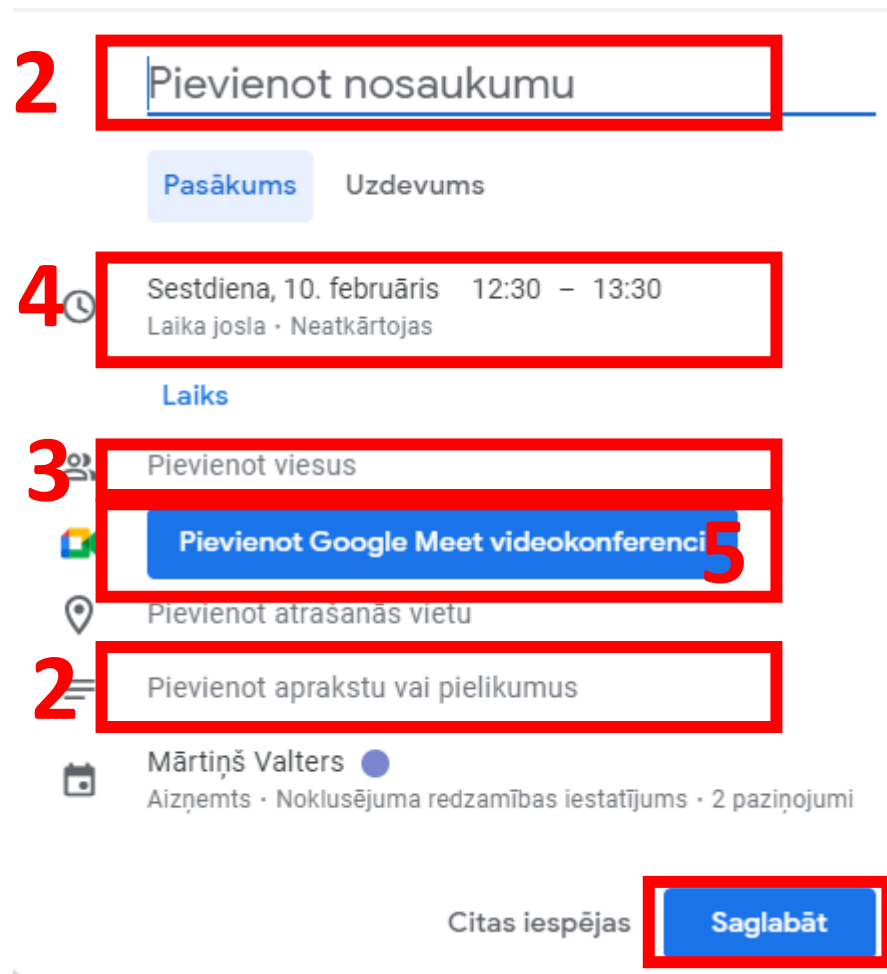 2 Pievienot nosaukumu
Pasākums Uzdevums
4 Sestdiena, 10. februāris 12:30 – 13:30
Laika josla · Neatkārtojas
Laiks
3 Pievienot viesus
Pievienot Google Meet videokonferenci 5
Pievienot atrašanās vietu
2 Pievienot aprakstu vai pielikumus
Mārtiņš Valters
Aizņemts · Noklusējuma redzamības iestatījums · 2 paziņojumi
Citas iespējas Saglabāt